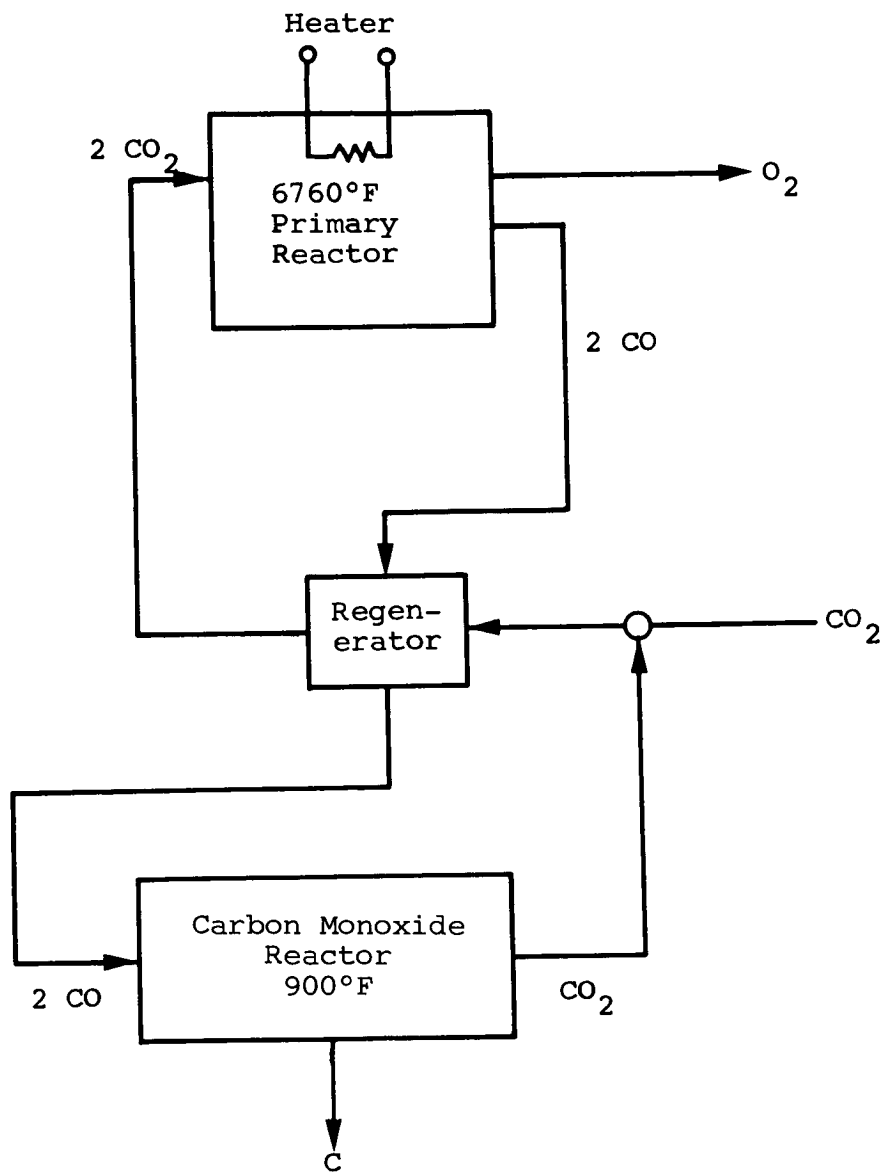 Heater
2 CO₂
6760°F
Primary
Reactor
O₂
2 CO
Regen-
erator
CO₂
Carbon Monoxide
Reactor
900°F
2 CO
CO₂
C